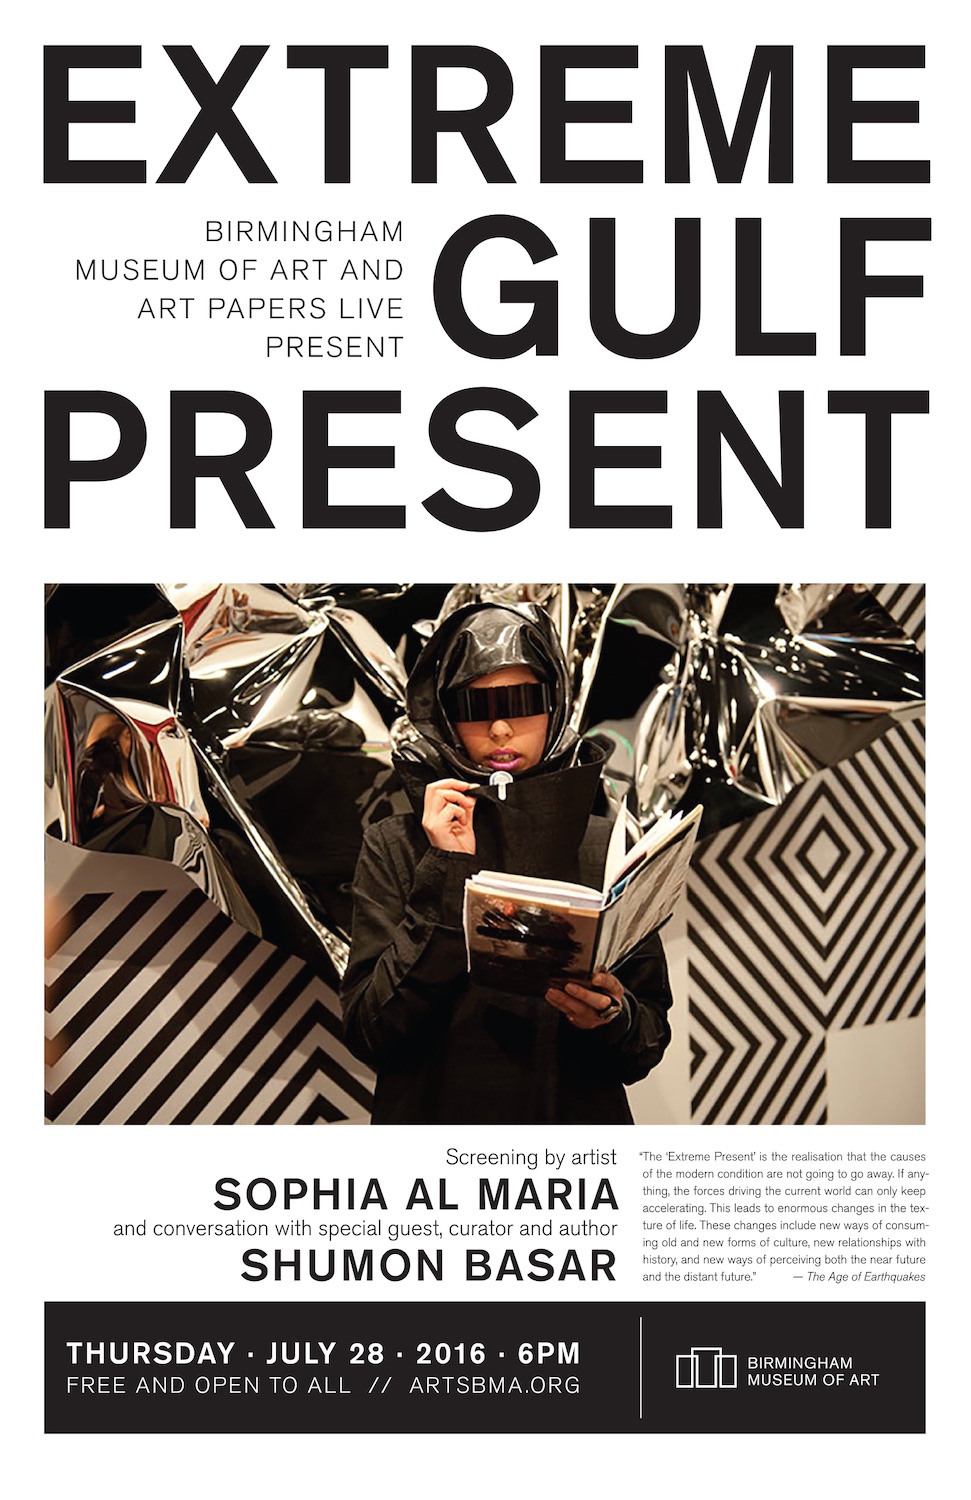 EXTREME
BIRMINGHAM
MUSEUM OF ART AND
ART PAPERS LIVE
PRESENT
GULF
PRESENT
Screening by artist
SOPHIA AL MARIA
and conversation with special guest, curator and author
SHUMON BASAR
“The ‘Extreme Present’ is the realisation that the causes
of the modern condition are not going to go away. If any-
thing, the forces driving the current world can only keep
accelerating. This leads to enormous changes in the tex-
ture of life. These changes include new ways of consum-
ing old and new forms of culture, new relationships with
history, and new ways of perceiving both the near future
and the distant future.” — The Age of Earthquakes
THURSDAY · JULY 28 · 2016 · 6PM
FREE AND OPEN TO ALL // ARTSBMA.ORG
BIRMINGHAM
MUSEUM OF ART